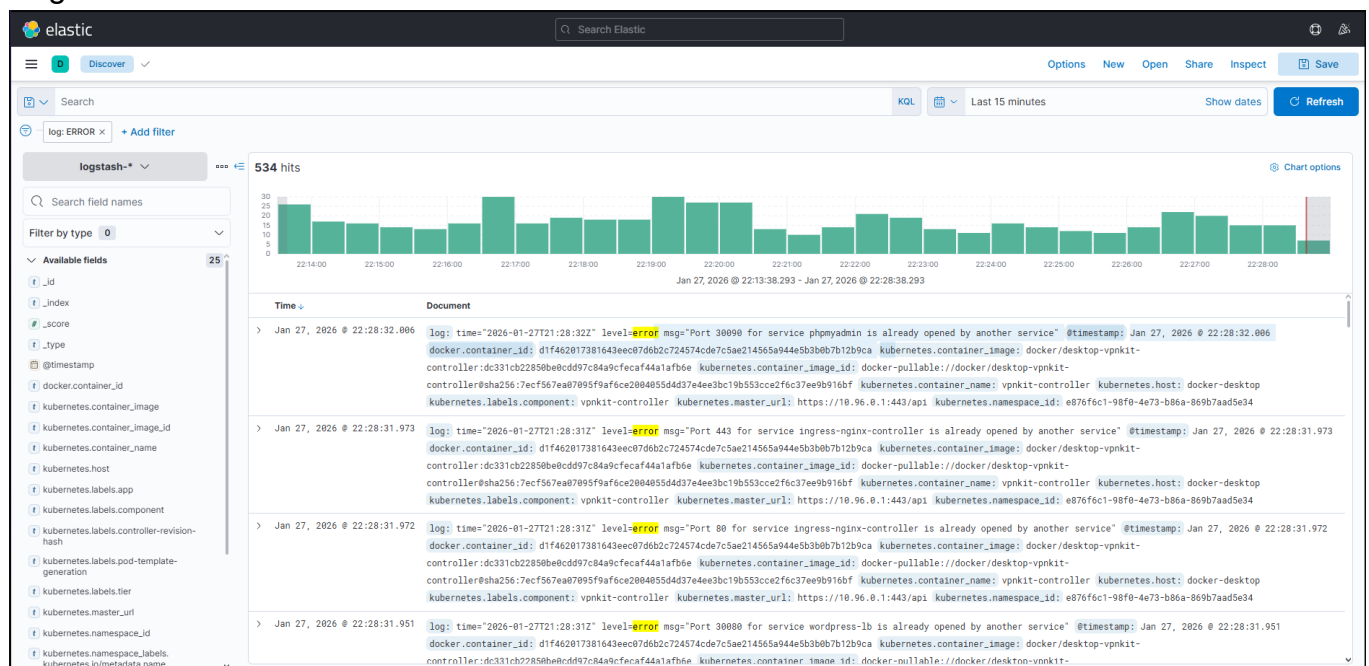 elastic
Search Elastic
D
Discover
Options New Open Share Inspect Save
Search
KQL
Last 15 minutes
Show dates
Refresh
log: ERROR ×
+ Add filter
logstash-*
Search field names
Filter by type 0
Available fields 25
t _id
t _index
# _score
t _type
@timestamp
t docker.container_id
t kubernetes.container_image
t kubernetes.container_image_id
t kubernetes.container_name
t kubernetes.host
t kubernetes.labels.app
t kubernetes.labels.component
t kubernetes.labels.controller-revision-
hash
t kubernetes.labels.pod-template-
generation
t kubernetes.labels.tier
t kubernetes.master_url
t kubernetes.namespace_id
t kubernetes.namespace_labels.
kubernetes.io/metadata.name
534 hits
Chart options
30
25
20
15
10
5
0
22:14:00 22:15:00 22:16:00 22:17:00 22:18:00 22:19:00 22:20:00 22:21:00 22:22:00 22:23:00 22:24:00 22:25:00 22:26:00 22:27:00 22:28:00
Jan 27, 2026 @ 22:13:38.293 - Jan 27, 2026 @ 22:28:38.293
Time Document
Jan 27, 2026 @ 22:28:32.006 log: time="2026-01-27T21:28:32Z" level=error msg="Port 30090 for service phpmyadmin is already opened by another service" @timestamp: Jan 27, 2026 @ 22:28:32.006
docker.container_id: d1f462017381643eec07d6b2c724574cde7c5ae214565a944e5b3b0b7b12b9ca kubernetes.container_image: docker/desktop-vpnkit-
controller:dc331cb22850be0cdd97c84a9cfecaf44a1afb6e kubernetes.container_image_id: docker-pullable://docker/desktop-vpnkit-
controller@sha256:7ecf567ea07095f9af6ce2004055d4d37e4ee3bc19b553cce2f6c37ee9b916bf kubernetes.container_name: vpnkit-controller kubernetes.host: docker-desktop
kubernetes.labels.component: vpnkit-controller kubernetes.master_url: https://10.96.0.1:443/api kubernetes.namespace_id: e876f6c1-98f0-4e73-b86a-869b7aad5e34
Jan 27, 2026 @ 22:28:31.973 log: time="2026-01-27T21:28:31Z" level=error msg="Port 443 for service ingress-nginx-controller is already opened by another service" @timestamp: Jan 27, 2026 @ 22:28:31.973
docker.container_id: d1f462017381643eec07d6b2c724574cde7c5ae214565a944e5b3b0b7b12b9ca kubernetes.container_image: docker/desktop-vpnkit-
controller:dc331cb22850be0cdd97c84a9cfecaf44a1afb6e kubernetes.container_image_id: docker-pullable://docker/desktop-vpnkit-
controller@sha256:7ecf567ea07095f9af6ce2004055d4d37e4ee3bc19b553cce2f6c37ee9b916bf kubernetes.container_name: vpnkit-controller kubernetes.host: docker-desktop
kubernetes.labels.component: vpnkit-controller kubernetes.master_url: https://10.96.0.1:443/api kubernetes.namespace_id: e876f6c1-98f0-4e73-b86a-869b7aad5e34
Jan 27, 2026 @ 22:28:31.972 log: time="2026-01-27T21:28:31Z" level=error msg="Port 80 for service ingress-nginx-controller is already opened by another service" @timestamp: Jan 27, 2026 @ 22:28:31.972
docker.container_id: d1f462017381643eec07d6b2c724574cde7c5ae214565a944e5b3b0b7b12b9ca kubernetes.container_image: docker/desktop-vpnkit-
controller:dc331cb22850be0cdd97c84a9cfecaf44a1afb6e kubernetes.container_image_id: docker-pullable://docker/desktop-vpnkit-
controller@sha256:7ecf567ea07095f9af6ce2004055d4d37e4ee3bc19b553cce2f6c37ee9b916bf kubernetes.container_name: vpnkit-controller kubernetes.host: docker-desktop
kubernetes.labels.component: vpnkit-controller kubernetes.master_url: https://10.96.0.1:443/api kubernetes.namespace_id: e876f6c1-98f0-4e73-b86a-869b7aad5e34
Jan 27, 2026 @ 22:28:31.951 log: time="2026-01-27T21:28:31Z" level=error msg="Port 30080 for service wordpress-lb is already opened by another service" @timestamp: Jan 27, 2026 @ 22:28:31.951
docker.container_id: d1f462017381643eec07d6b2c724574cde7c5ae214565a944e5b3b0b7b12b9ca kubernetes.container_image: docker/desktop-vpnkit-
controller:dc331cb22850be0cdd97c84a9cfecaf44a1afb6e kubernetes.container_image_id: docker-pullable://docker/desktop-vpnkit-